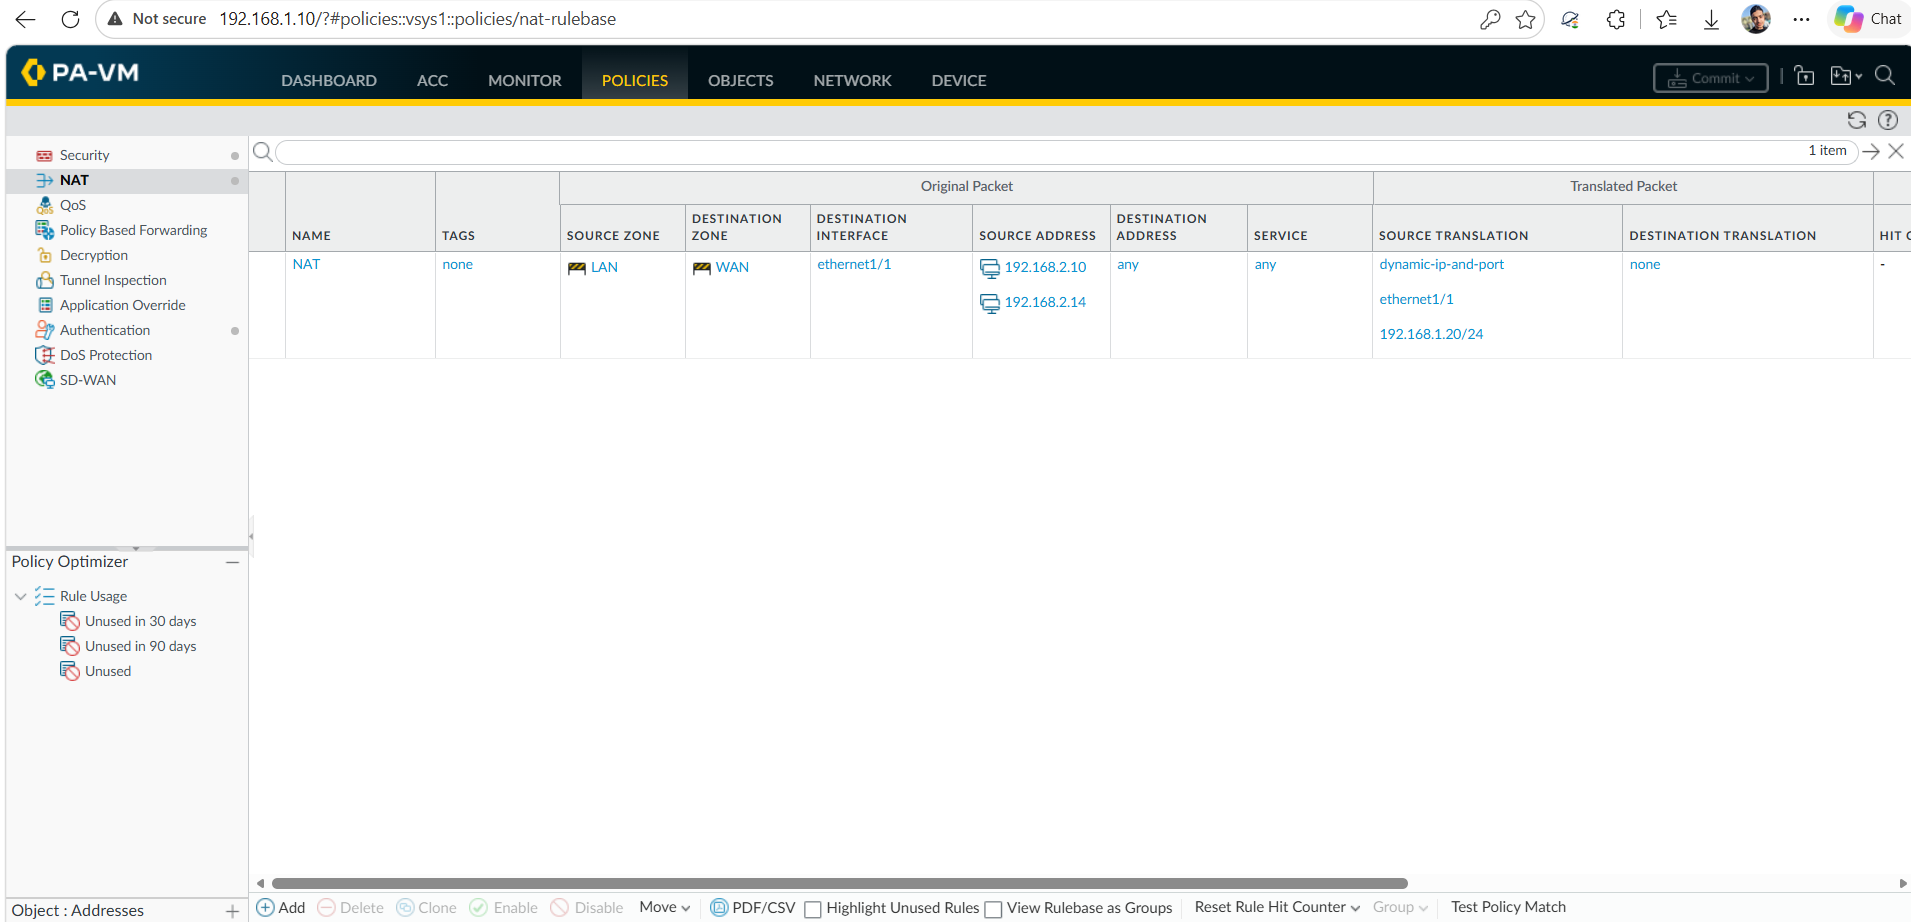 Not secure 192.168.1.10/?#policies::vsys1::policies/nat-rulebase Chat
PA-VM DASHBOARD ACC MONITOR POLICIES OBJECTS NETWORK DEVICE Commit
Security
NAT
QoS
Policy Based Forwarding
Decryption
Tunnel Inspection
Application Override
Authentication
DoS Protection
SD-WAN
Policy Optimizer
Rule Usage
Unused in 30 days
Unused in 90 days
Unused
Object : Addresses
1 item
Original Packet Translated Packet
NAME TAGS SOURCE ZONE DESTINATION ZONE DESTINATION INTERFACE SOURCE ADDRESS DESTINATION ADDRESS SERVICE SOURCE TRANSLATION DESTINATION TRANSLATION HIT C
NAT none LAN WAN ethernet1/1 192.168.2.10 any any dynamic-ip-and-port none -
192.168.2.14 ethernet1/1
192.168.1.20/24
Add Delete Clone Enable Disable Move PDF/CSV Highlight Unused Rules View Rulebase as Groups Reset Rule Hit Counter Group Test Policy Match